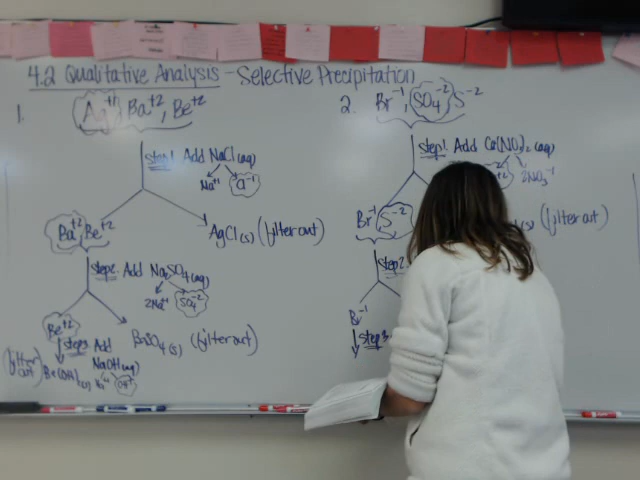 4.2 Qualitative Analysis - Selective Precipitation
1. Ag+1, Ba+2, Be+2
step1. Add NaCl(aq)
Na+1 Cl-1
Ba+2, Be+2
AgCl(s) (filter out)
step2. Add Na2SO4(aq)
2Na+1 SO4-2
Be+2
BaSO4(s) (filter out)
step3 Add
NaOH(aq)
(filter out) Be(OH)2(s) Na+1 OH-1
2. Br-1, SO4-2, S-2
step1. Add Ca(NO3)2(aq)
+2 2NO3-1
Br-1 S-2
(s) (filter out)
step2.
Br-1
step3.